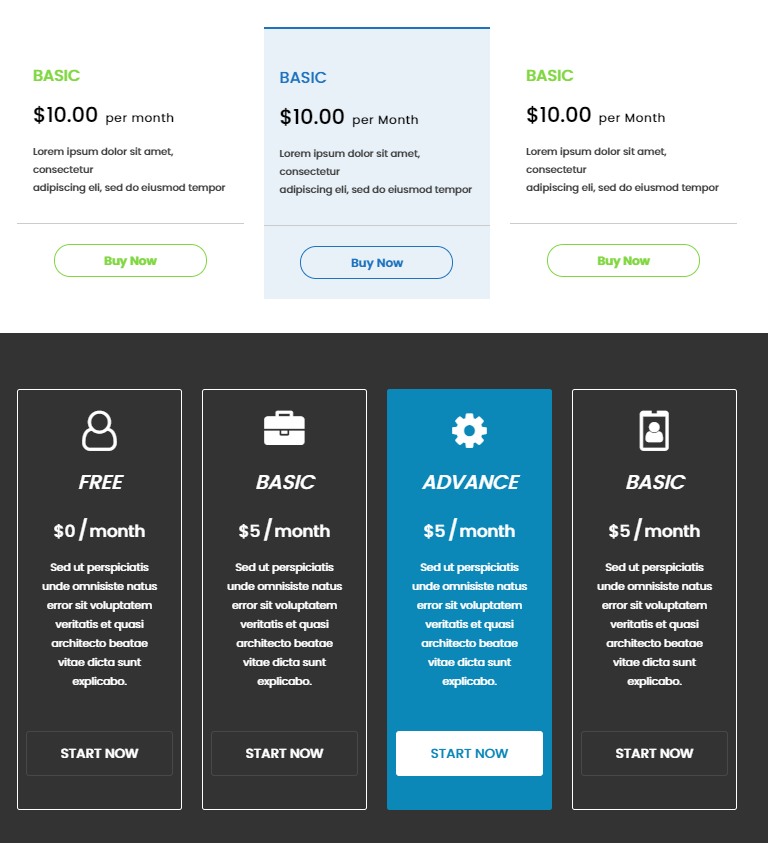 BASIC
$10.00 per month
Lorem ipsum dolor sit amet,
consectetur
adipiscing eli, sed do eiusmod tempor
Buy Now
BASIC
$10.00 per Month
Lorem ipsum dolor sit amet,
consectetur
adipiscing eli, sed do eiusmod tempor
Buy Now
BASIC
$10.00 per Month
Lorem ipsum dolor sit amet,
consectetur
adipiscing eli, sed do eiusmod tempor
Buy Now
FREE
$0 / month
Sed ut perspiciatis
unde omnisiste natus
error sit voluptatem
veritatis et quasi
architecto beatae
vitae dicta sunt
explicabo.
START NOW
BASIC
$5 / month
Sed ut perspiciatis
unde omnisiste natus
error sit voluptatem
veritatis et quasi
architecto beatae
vitae dicta sunt
explicabo.
START NOW
ADVANCE
$5 / month
Sed ut perspiciatis
unde omnisiste natus
error sit voluptatem
veritatis et quasi
architecto beatae
vitae dicta sunt
explicabo.
START NOW
BASIC
$5 / month
Sed ut perspiciatis
unde omnisiste natus
error sit voluptatem
veritatis et quasi
architecto beatae
vitae dicta sunt
explicabo.
START NOW